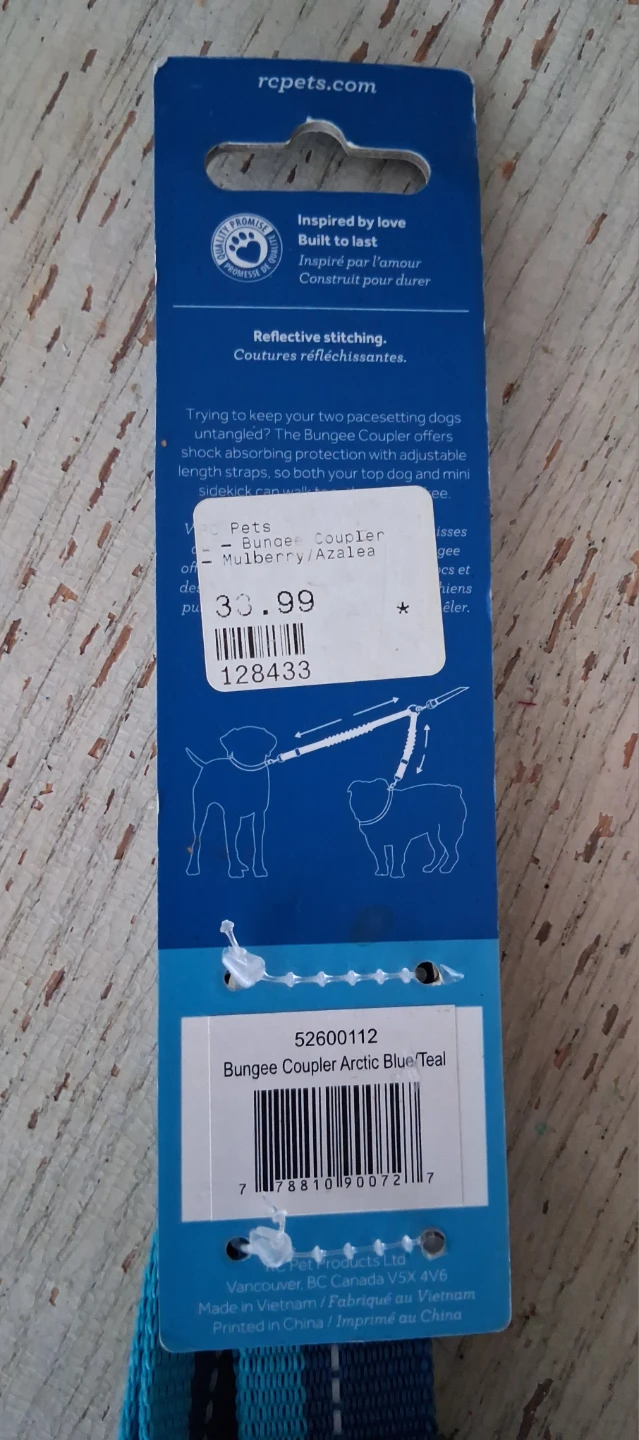 rcpets.com
QUALITY PROMISE
PROMESSE DE QUALITÉ
Inspired by love
Built to last
Inspiré par l'amour
Construit pour durer
Reflective stitching.
Coutures réfléchissantes.
Trying to keep your two pacesetting dogs
untangled? The Bungee Coupler offers
shock absorbing protection with adjustable
length straps, so both your top dog and mini
sidekick can walk
Pets
- Bungee Coupler
- Mulberry/Azalea
.99 *
128433
52600112
Bungee Coupler Arctic Blue/Teal
7 78810 90072 7
Pet Products Ltd
Vancouver, BC Canada V5X 4V6
Made in Vietnam / Fabriqué au Vietnam
Printed in China / Imprimé au China